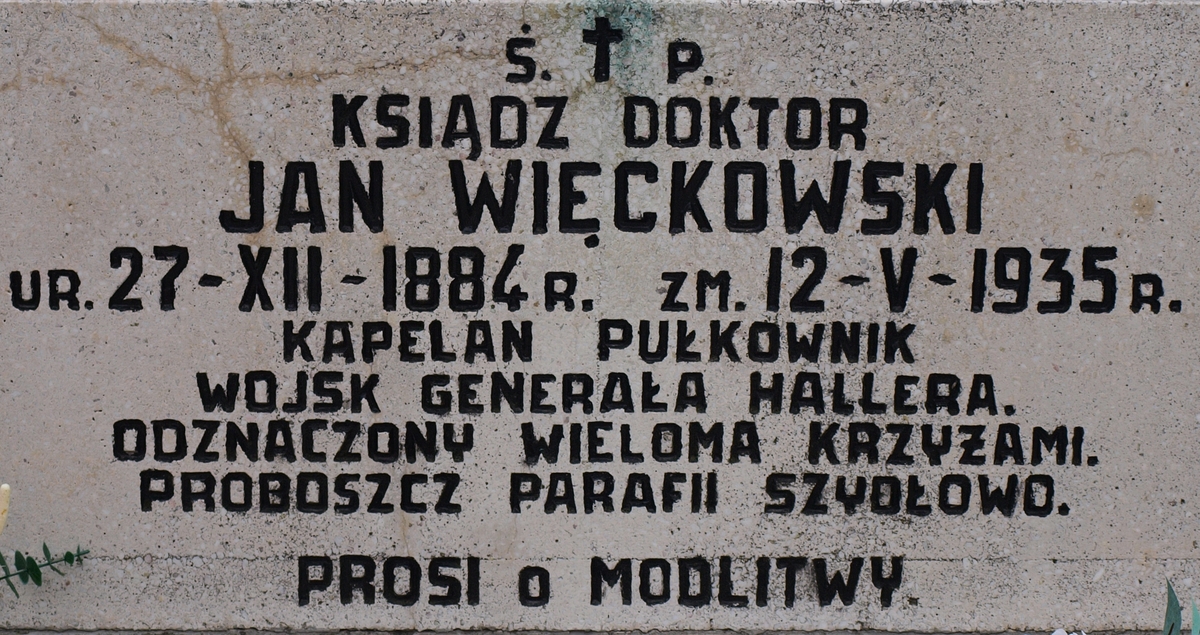 Ś. ✝ P.
KSIĄDZ DOKTOR
JAN WIĘCKOWSKI
UR. 27-XII-1884 R. ZM. 12-V-1935 R.
KAPELAN PUŁKOWNIK
WOJSK GENERAŁA HALLERA.
ODZNACZONY WIELOMA KRZYŻAMI.
PROBOSZCZ PARAFII SZYDŁOWO.
PROSI O MODLITWY